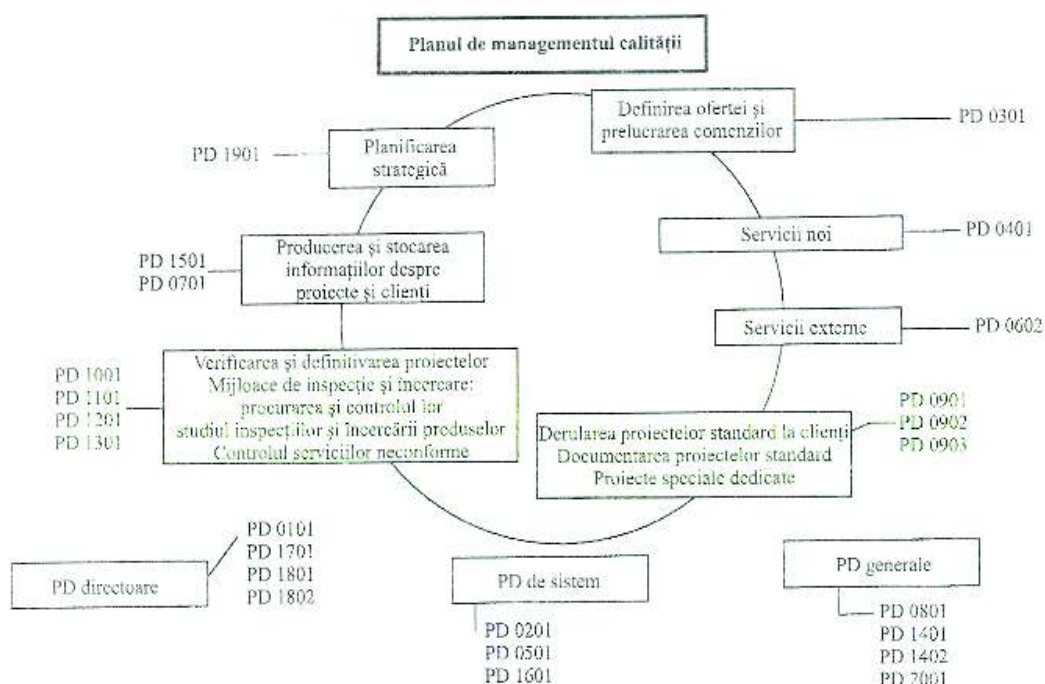 Planul de managementul calității
Definirea ofertei și
prelucrarea comenzilor
PD 0301
Planificarea
strategică
PD 1901
Servicii noi
PD 0401
Producerea și stocarea
informațiilor despre
proiecte și clienți
PD 1501
PD 0701
Servicii externe
PD 0602
Verificarea și definitivarea proiectelor
Mijloace de inspecție și încercare:
procurarea și controlul lor
studiul inspecțiilor și încercării produselor
Controlul serviciilor neconforme
PD 1001
PD 1101
PD 1201
PD 1301
Derularea proiectelor standard la clienți
Documentarea proiectelor standard
Proiecte speciale dedicate
PD 0901
PD 0902
PD 0903
PD directoare
PD 0101
PD 1701
PD 1801
PD 1802
PD de sistem
PD 0201
PD 0501
PD 1601
PD generale
PD 0801
PD 1401
PD 1402
PD 2001